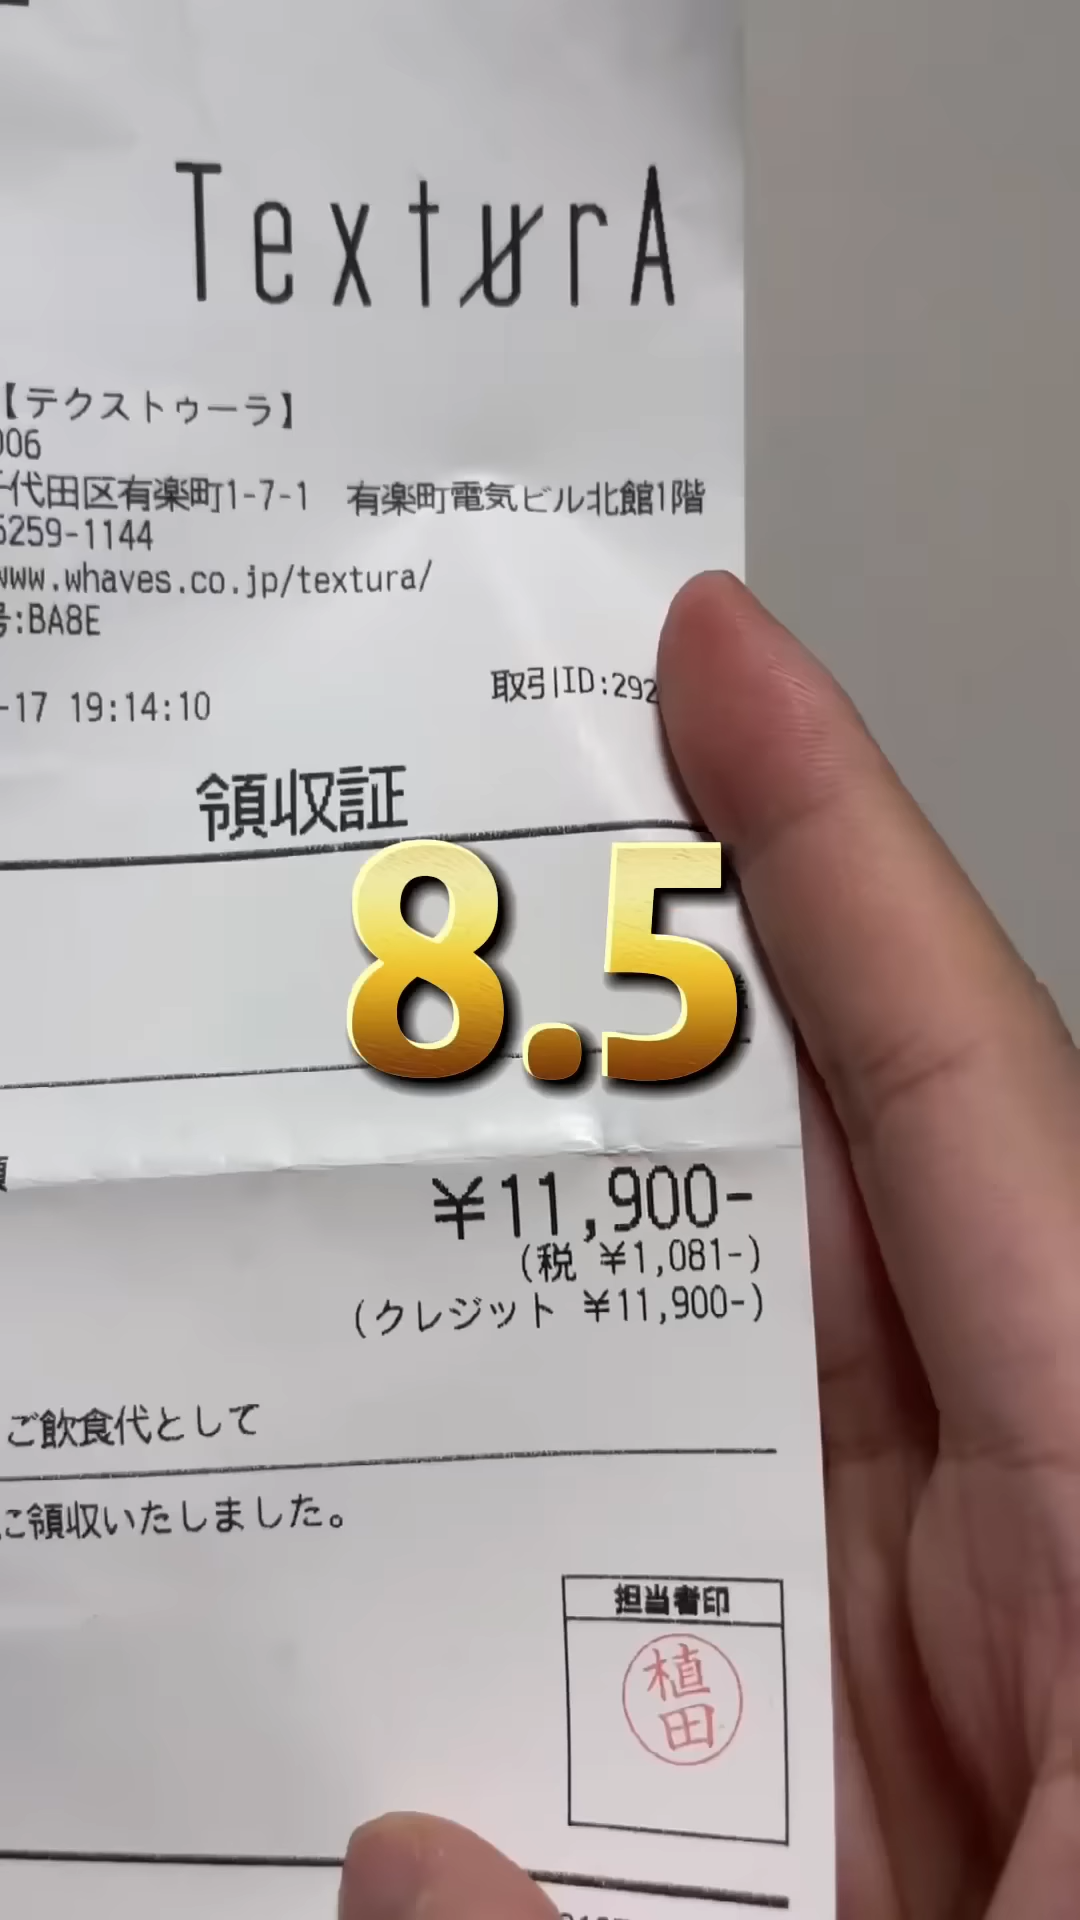 TexturA
【テクストゥーラ】
006
千代田区有楽町1-7-1 有楽町電気ビル北館1階
5259-1144
www.whaves.co.jp/textura/
号:BA8E
-17 19:14:10
取引ID:292
領収証
8.5
¥11,900-
(税 ¥1,081-)
(クレジット ¥11,900-)
ご飲食代として
に領収いたしました。
担当者印
植田